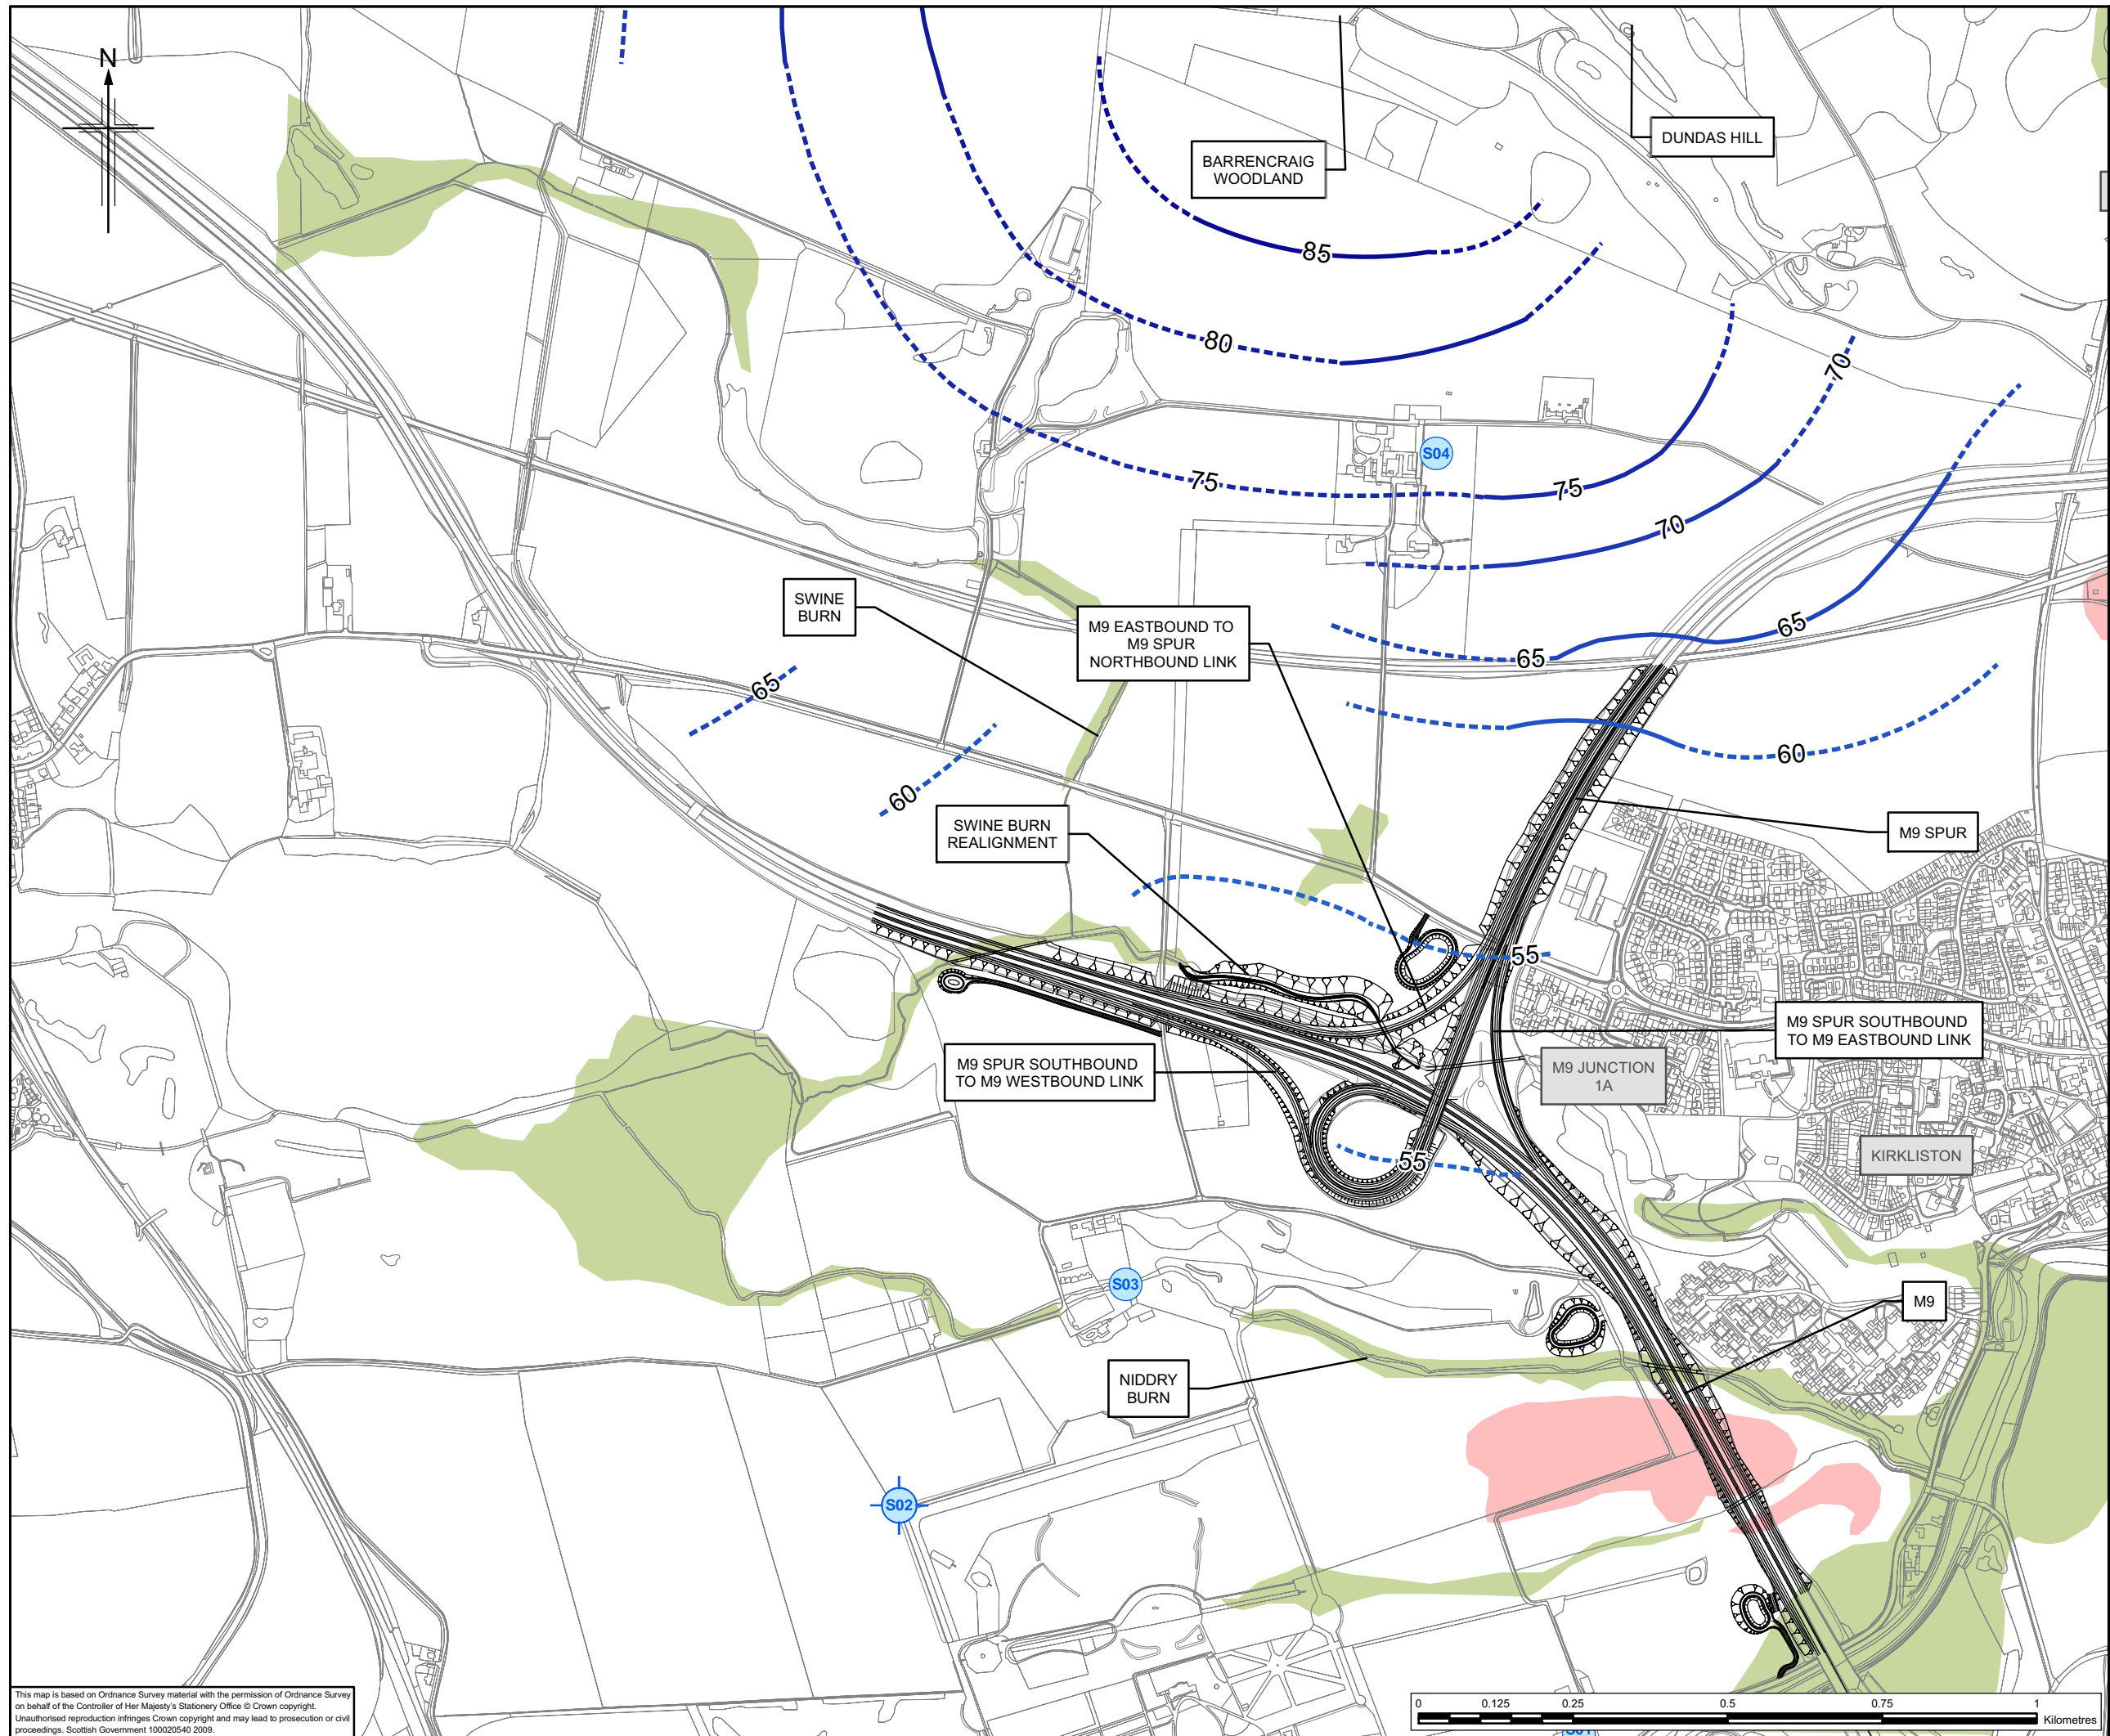 N
DUNDAS HILL
BARRENCRAIG
WOODLAND
85
80
70
S04
75
75
70
SWINE
BURN
M9 EASTBOUND TO
M9 SPUR
NORTHBOUND LINK
65
65
65
60
60
SWINE BURN
REALIGNMENT
M9 SPUR
55
M9 SPUR SOUTHBOUND
TO M9 EASTBOUND LINK
M9 SPUR SOUTHBOUND
TO M9 WESTBOUND LINK
M9 JUNCTION
1A
55
KIRKLISTON
S03
M9
NIDDRY
BURN
S02
This map is based on Ordnance Survey material with the permission of Ordnance Survey
on behalf of the Controller of Her Majesty's Stationery Office © Crown copyright.
Unauthorised reproduction infringes Crown copyright and may lead to prosecution or civil
proceedings. Scottish Government 100020540 2009.
0 0.125 0.25 0.5 0.75 1
Kilometres
S01